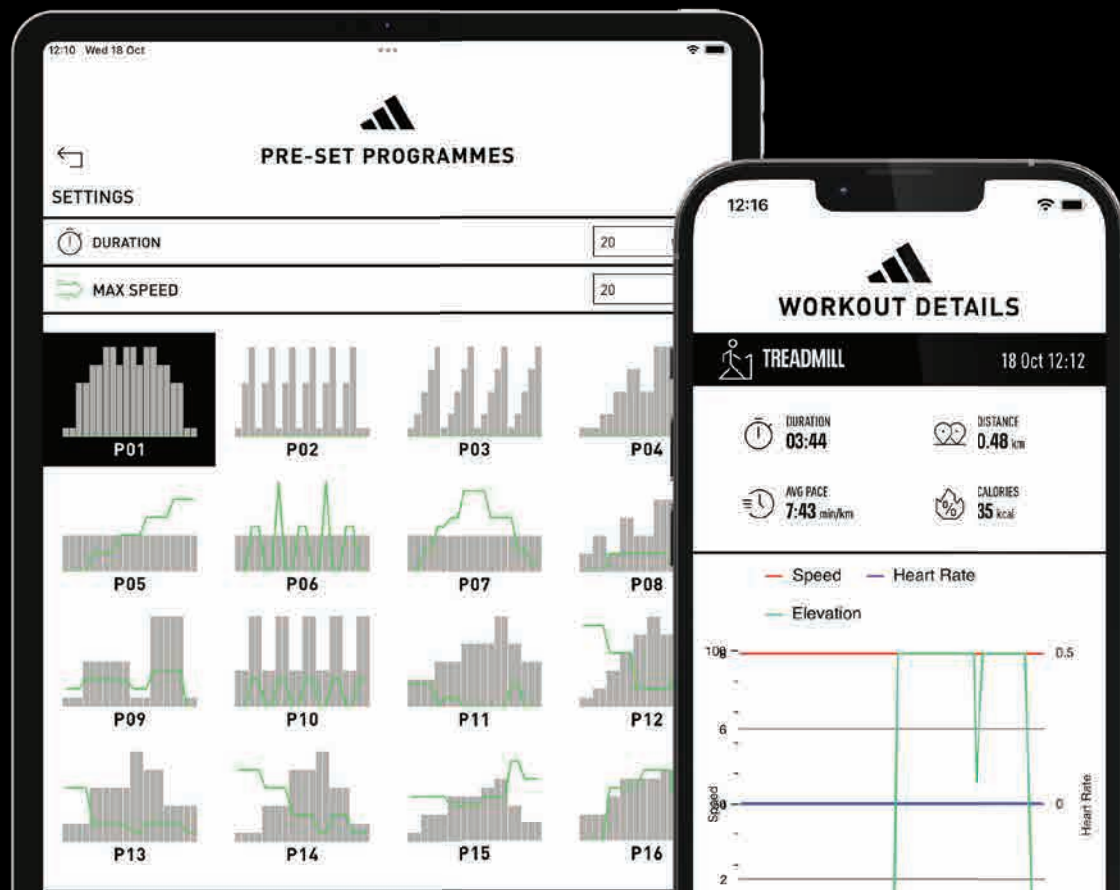 12:10 Wed 18 Oct
PRE-SET PROGRAMMES
SETTINGS
DURATION
20
MAX SPEED
20
P01
P02
P03
P04
P05
P06
P07
P08
P09
P10
P11
P12
P13
P14
P15
P16
12:16
WORKOUT DETAILS
TREADMILL
18 Oct 12:12
DURATION
03:44
DISTANCE
0.48 km
AVG PACE
7:43 min/km
CALORIES
35 kcal
Speed
Heart Rate
Elevation
0.5
6
Speed
0
Heart Rate
2